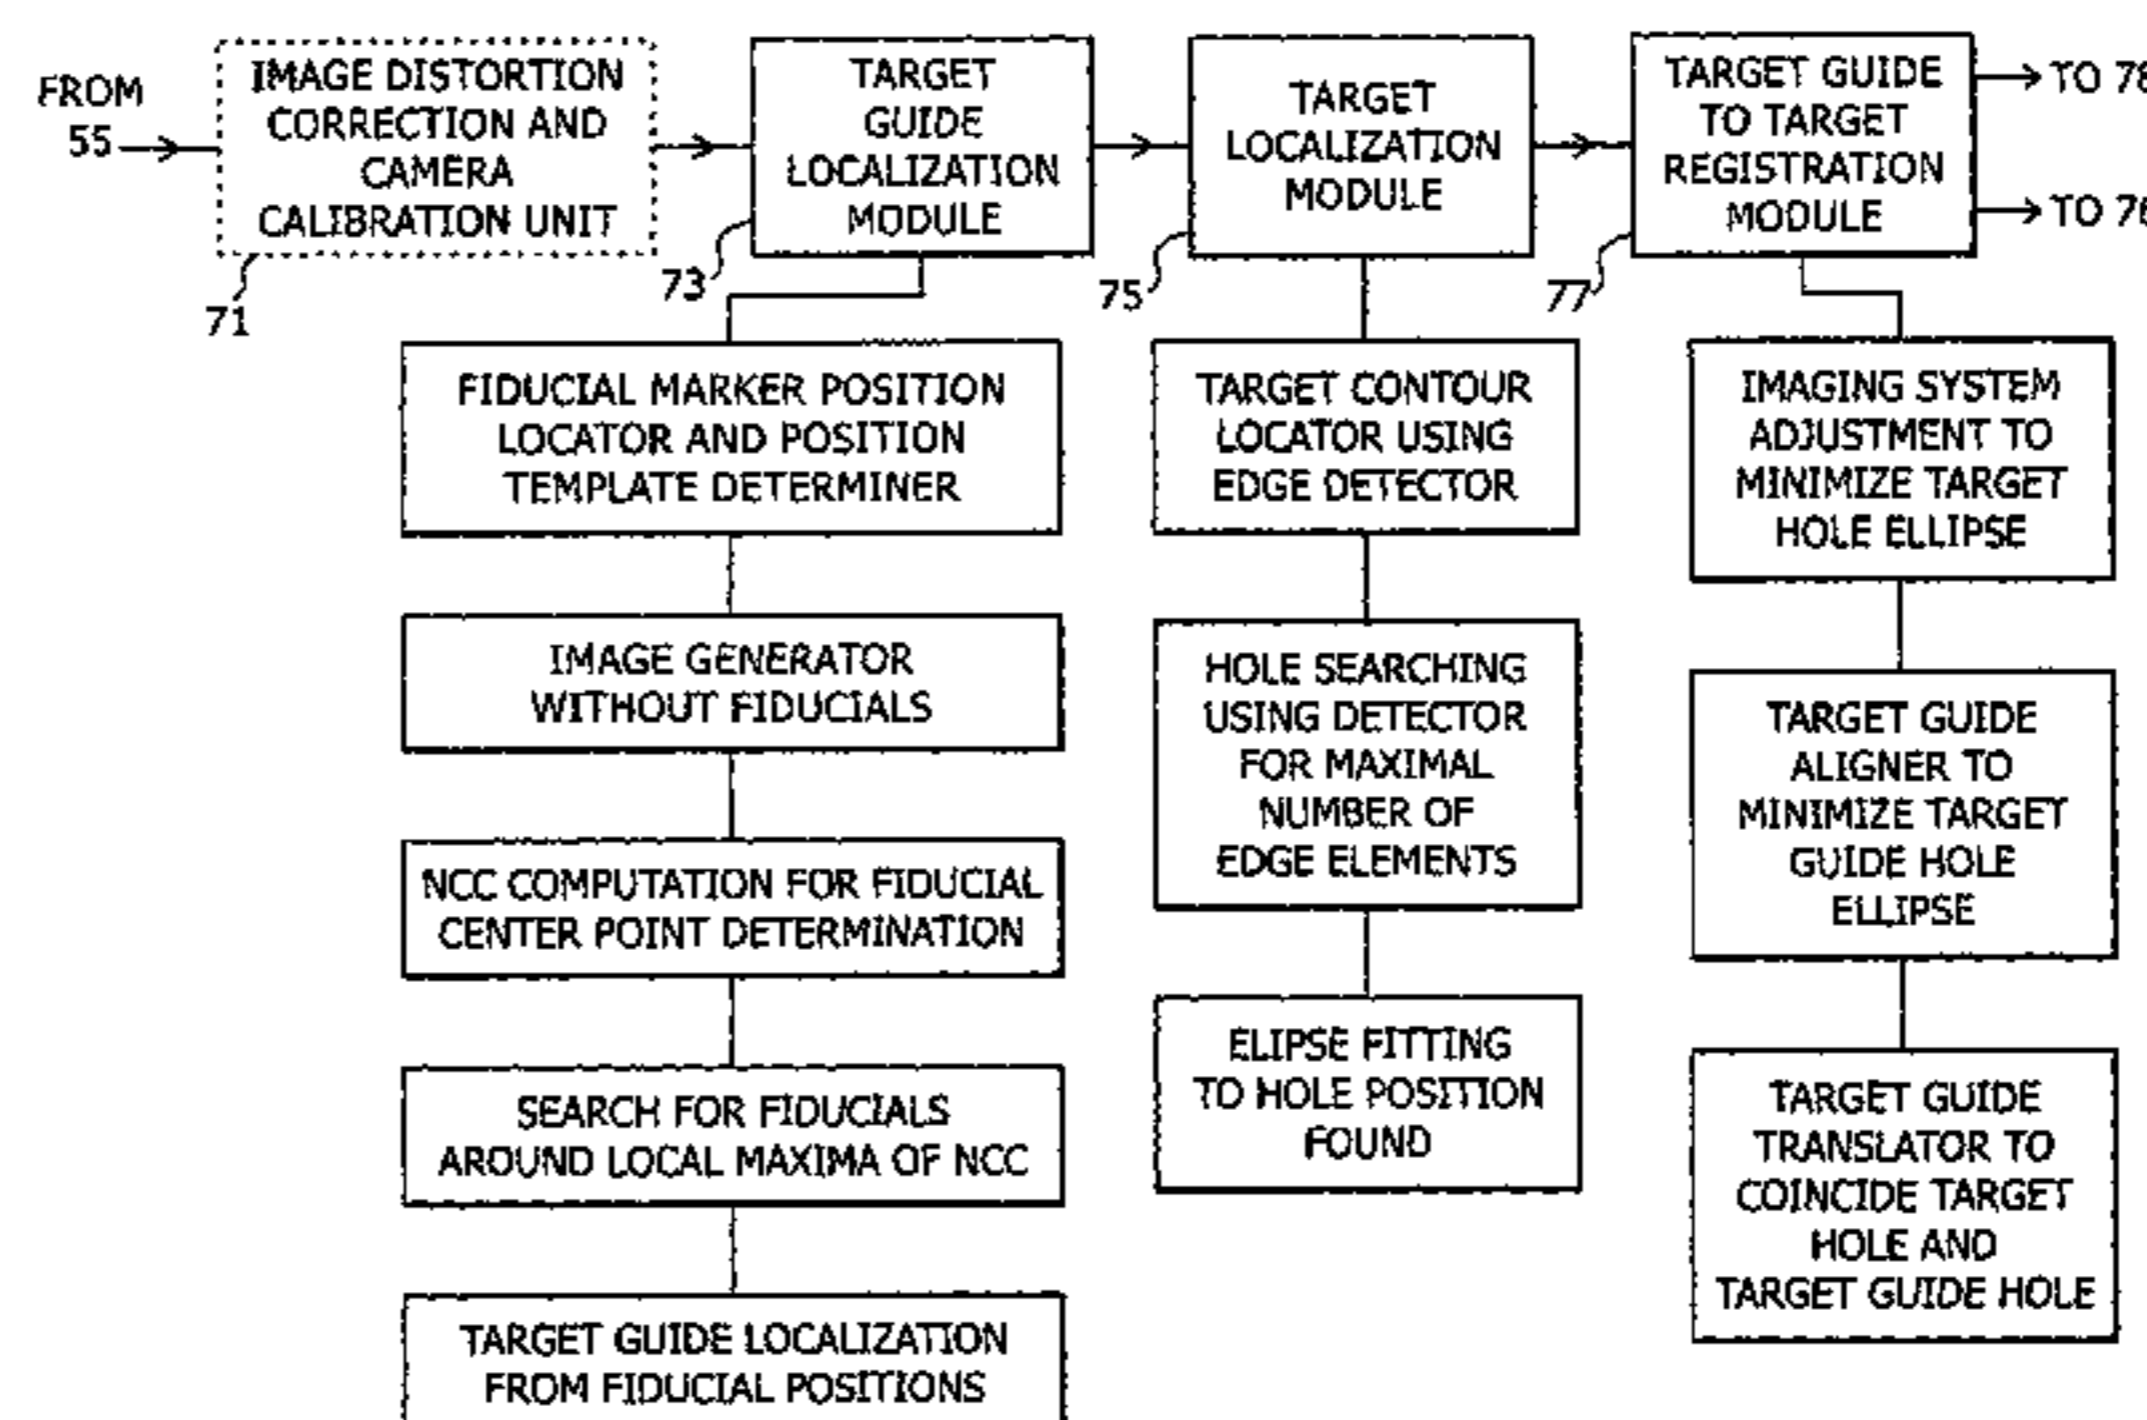 FROM
55
IMAGE DISTORTION
CORRECTION AND
CAMERA
CALIBRATION UNIT
71
TARGET
GUIDE
LOCALIZATION
MODULE
73
TARGET
LOCALIZATION
MODULE
75
TARGET GUIDE
TO TARGET
REGISTRATION
MODULE
77
TO 78
TO 76
FIDUCIAL MARKER POSITION
LOCATOR AND POSITION
TEMPLATE DETERMINER
IMAGE GENERATOR
WITHOUT FIDUCIALS
NCC COMPUTATION FOR FIDUCIAL
CENTER POINT DETERMINATION
SEARCH FOR FIDUCIALS
AROUND LOCAL MAXIMA OF NCC
TARGET GUIDE LOCALIZATION
FROM FIDUCIAL POSITIONS
TARGET CONTOUR
LOCATOR USING
EDGE DETECTOR
HOLE SEARCHING
USING DETECTOR
FOR MAXIMAL
NUMBER OF
EDGE ELEMENTS
ELIPSE FITTING
TO HOLE POSITION
FOUND
IMAGING SYSTEM
ADJUSTMENT TO
MINIMIZE TARGET
HOLE ELLIPSE
TARGET GUIDE
ALIGNER TO
MINIMIZE TARGET
GUIDE HOLE
ELLIPSE
TARGET GUIDE
TRANSLATOR TO
COINCIDE TARGET
HOLE AND
TARGET GUIDE HOLE